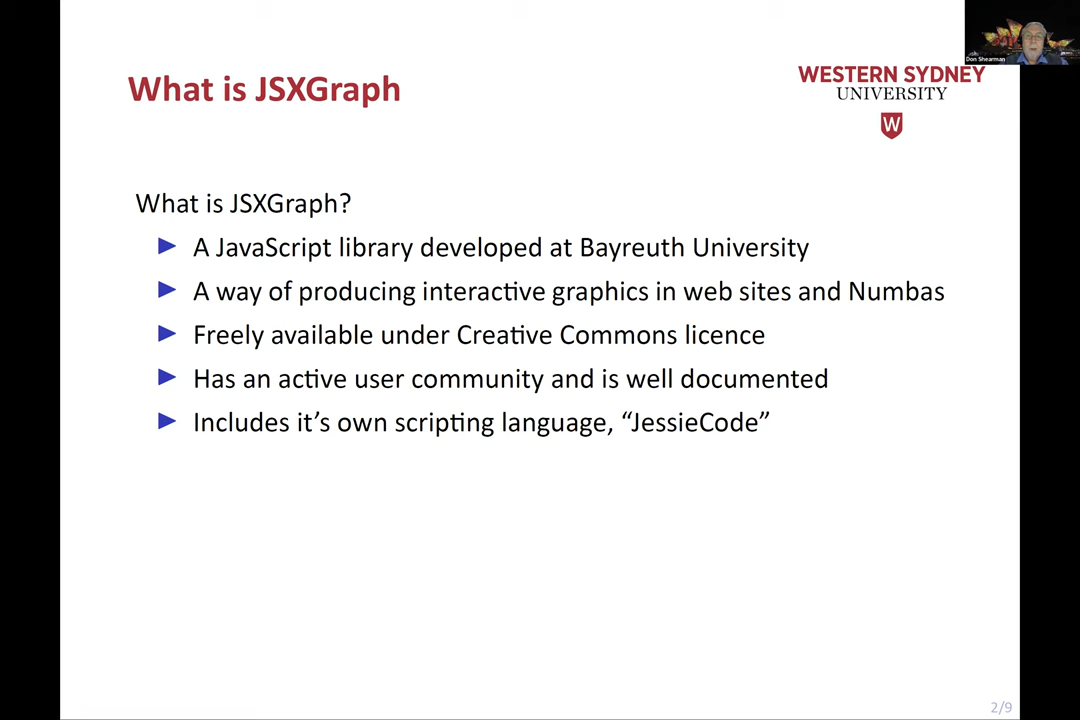 Don Shearman
What is JSXGraph
WESTERN SYDNEY
UNIVERSITY
W
What is JSXGraph?
▶ A JavaScript library developed at Bayreuth University
▶ A way of producing interactive graphics in web sites and Numbas
▶ Freely available under Creative Commons licence
▶ Has an active user community and is well documented
▶ Includes it’s own scripting language, “JessieCode”
2/9